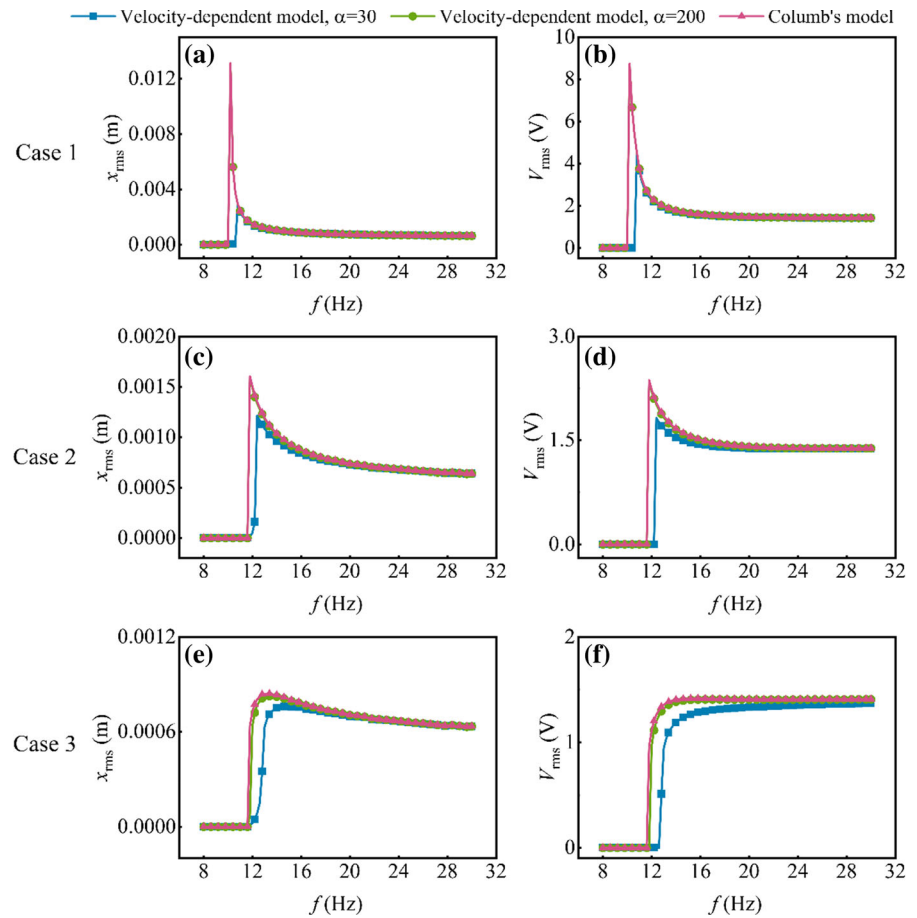 Velocity-dependent model, α=30 Velocity-dependent model, α=200 Columb's model
(a) (b)
Case 1
0.012
0.008
0.004
0.000
x_rms (m)
8 12 16 20 24 28 32
f (Hz)
10
8
6
4
2
0
V_rms (V)
8 12 16 20 24 28 32
f (Hz)
(c) (d)
Case 2
0.0020
0.0015
0.0010
0.0005
0.0000
x_rms (m)
8 12 16 20 24 28 32
f (Hz)
3.0
1.5
0.0
V_rms (V)
8 12 16 20 24 28 32
f (Hz)
(e) (f)
Case 3
0.0012
0.0006
0.0000
x_rms (m)
8 12 16 20 24 28 32
f (Hz)
2
1
0
V_rms (V)
8 12 16 20 24 28 32
f (Hz)